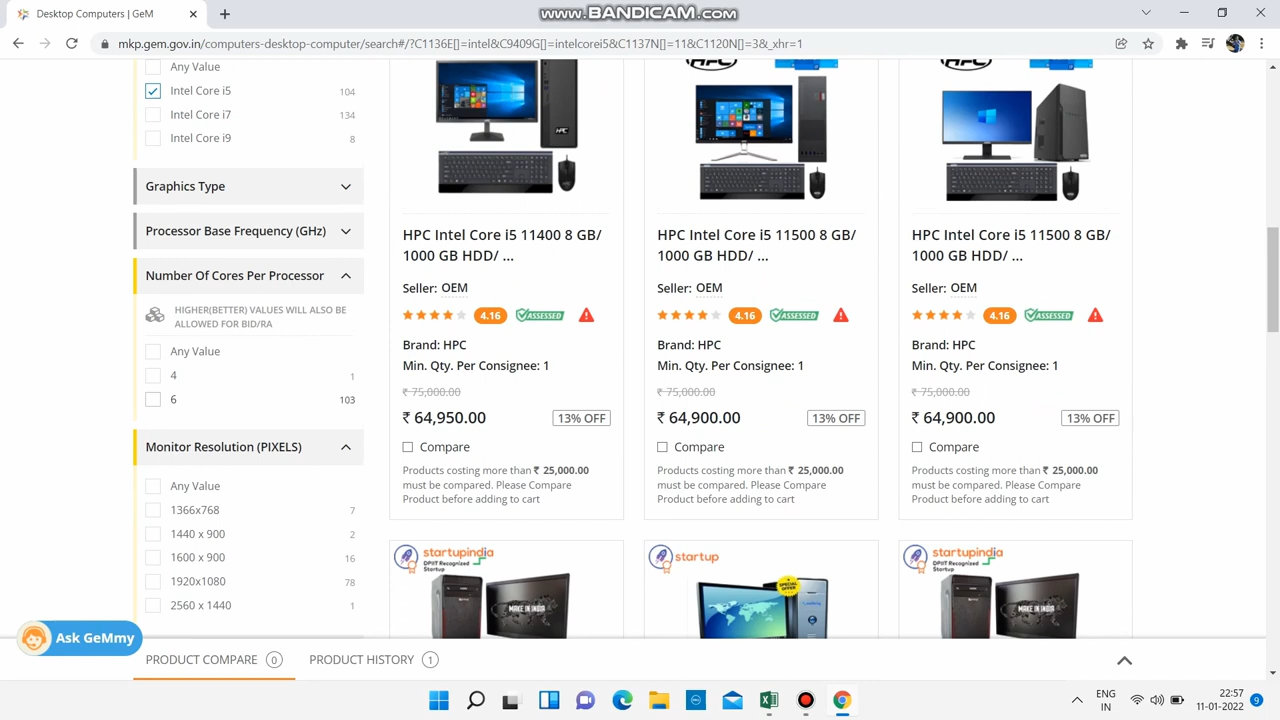 Desktop Computers | GeM
www.BANDICAM.com
mkp.gem.gov.in/computers-desktop-computer/search#/?C1136E[]=intel&C9409G[]=intelcorei5&C1137N[]=11&C1120N[]=3&_xhr=1
Any Value
Intel Core i5 104
Intel Core i7 134
Intel Core i9 8
Graphics Type
Processor Base Frequency (GHz)
Number Of Cores Per Processor
HIGHER(BETTER) VALUES WILL ALSO BE
ALLOWED FOR BID/RA
Any Value
4 1
6 103
Monitor Resolution (PIXELS)
Any Value
1366x768 7
1440 x 900 2
1600 x 900 16
1920x1080 78
2560 x 1440 1
HPC
HPC Intel Core i5 11400 8 GB/
1000 GB HDD/ ...
Seller: OEM
4.16 ASSESSED
Brand: HPC
Min. Qty. Per Consignee: 1
₹ 75,000.00
₹ 64,950.00 13% OFF
Compare
Products costing more than ₹ 25,000.00
must be compared. Please Compare
Product before adding to cart
HPC Intel Core i5 11500 8 GB/
1000 GB HDD/ ...
Seller: OEM
4.16 ASSESSED
Brand: HPC
Min. Qty. Per Consignee: 1
₹ 75,000.00
₹ 64,900.00 13% OFF
Compare
Products costing more than ₹ 25,000.00
must be compared. Please Compare
Product before adding to cart
HPC Intel Core i5 11500 8 GB/
1000 GB HDD/ ...
Seller: OEM
4.16 ASSESSED
Brand: HPC
Min. Qty. Per Consignee: 1
₹ 75,000.00
₹ 64,900.00 13% OFF
Compare
Products costing more than ₹ 25,000.00
must be compared. Please Compare
Product before adding to cart
startupindia
DPIIT Recognized
Startup
MAKE IN INDIA
startup
SPECIAL
OFFER
startupindia
DPIIT Recognized
Startup
MAKE IN INDIA
Ask GeMmy
PRODUCT COMPARE 0
PRODUCT HISTORY 1
ENG
IN
22:57
11-01-2022
9